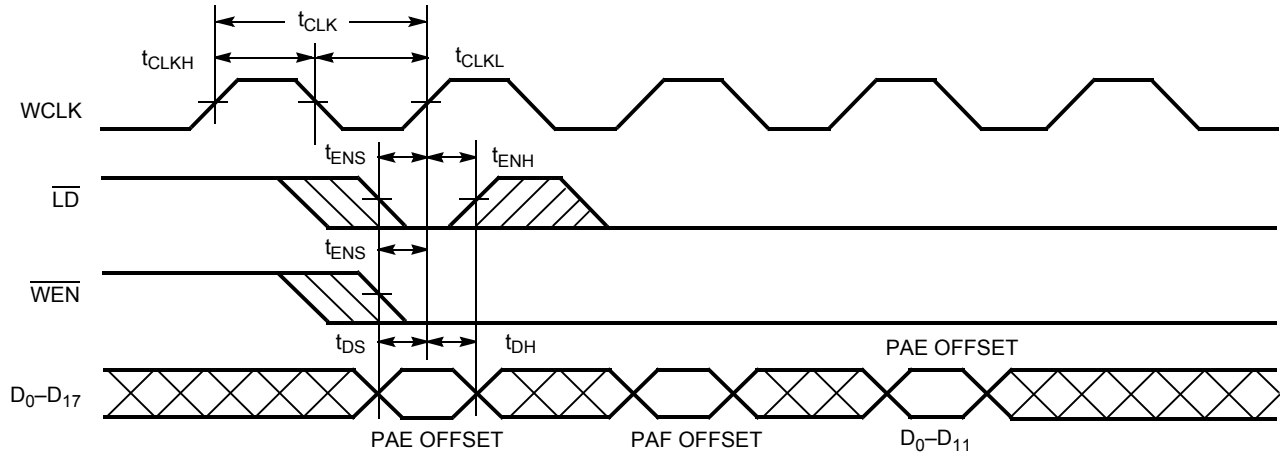 tCLK
tCLKH
tCLKL
WCLK
tENS
tENH
LD
tENS
WEN
tDS
tDH
PAE OFFSET
D0–D17
PAE OFFSET
PAF OFFSET
D0–D11